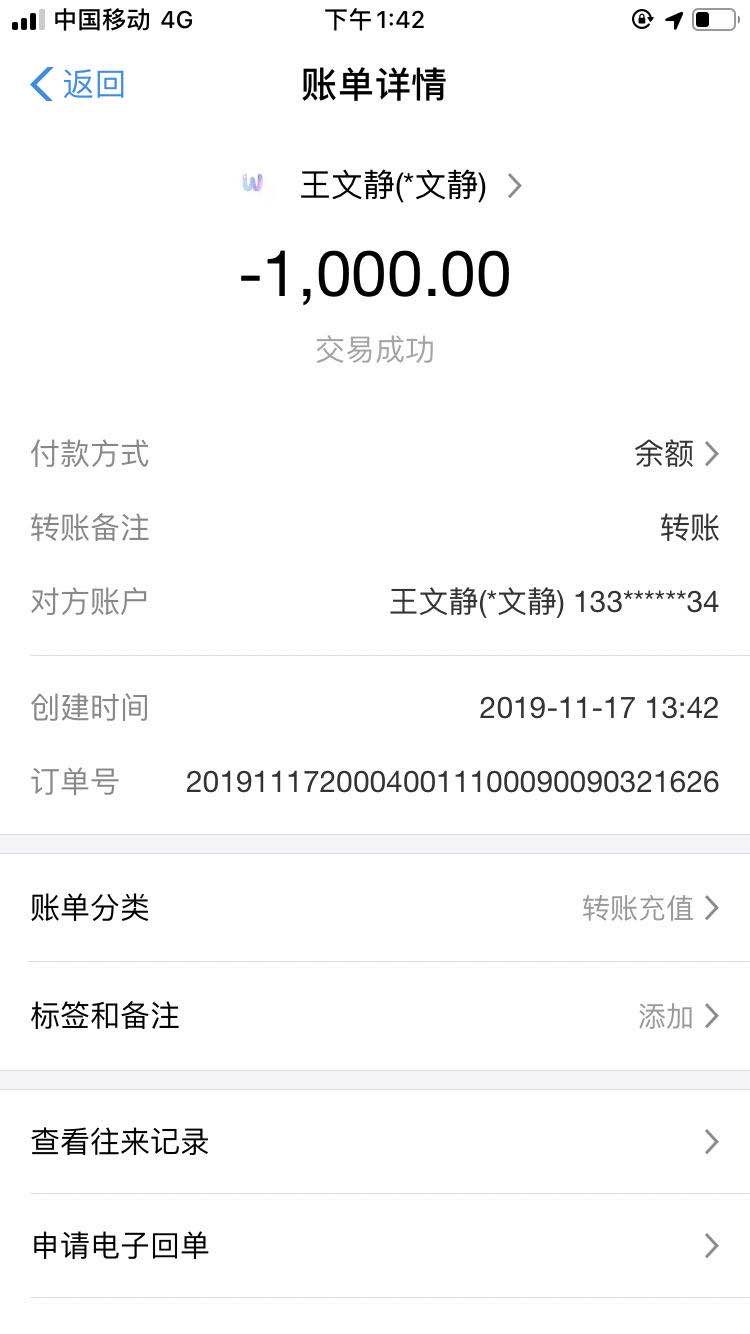 中国移动 4G 下午1:42
返回 账单详情
王文静(*文静)
-1,000.00
交易成功
付款方式 余额
转账备注 转账
对方账户 王文静(*文静) 133******34
创建时间 2019-11-17 13:42
订单号 20191117200040011100090090321626
账单分类 转账充值
标签和备注 添加
查看往来记录
申请电子回单